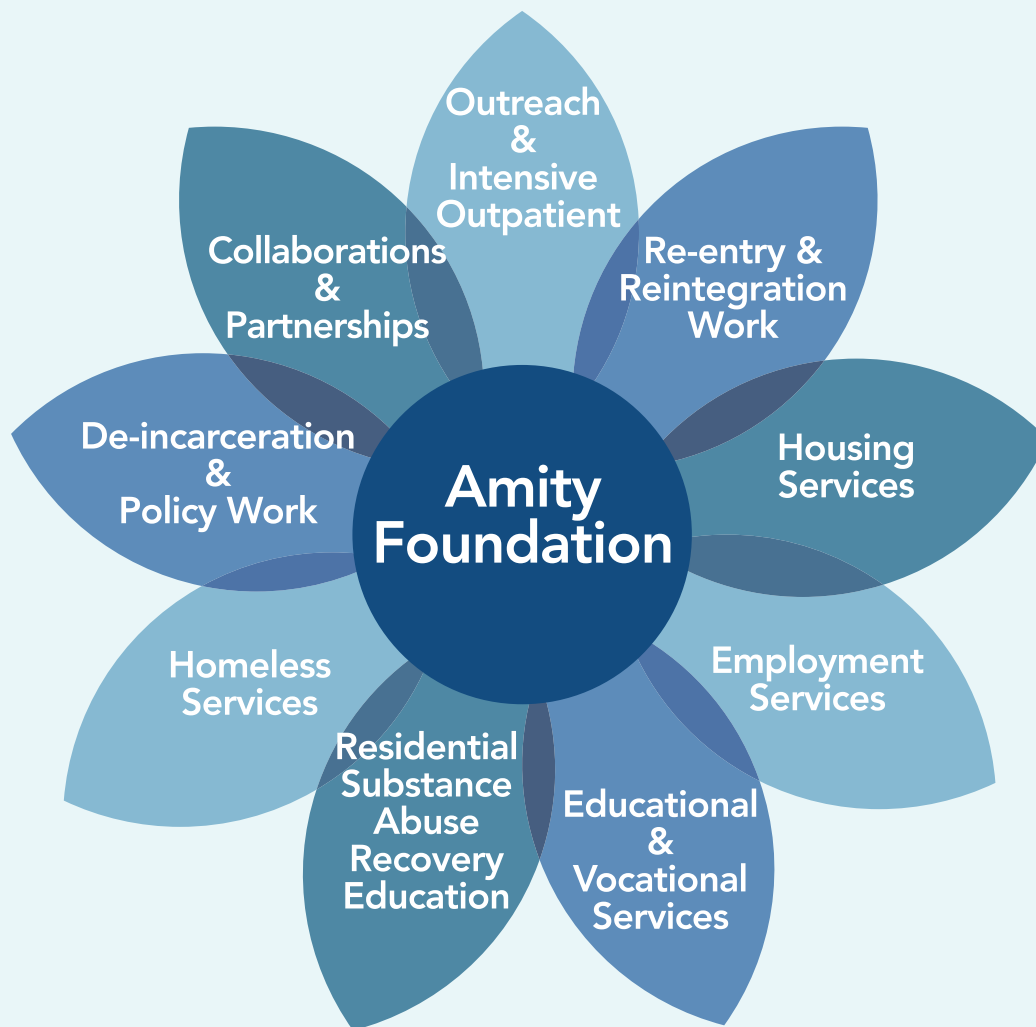 Outreach
&
Intensive
Outpatient
Re-entry &
Reintegration
Work
Housing
Services
Employment
Services
Educational
&
Vocational
Services
Residential
Substance
Abuse
Recovery
Education
Homeless
Services
De-incarceration
&
Policy Work
Collaborations
&
Partnerships
Amity
Foundation